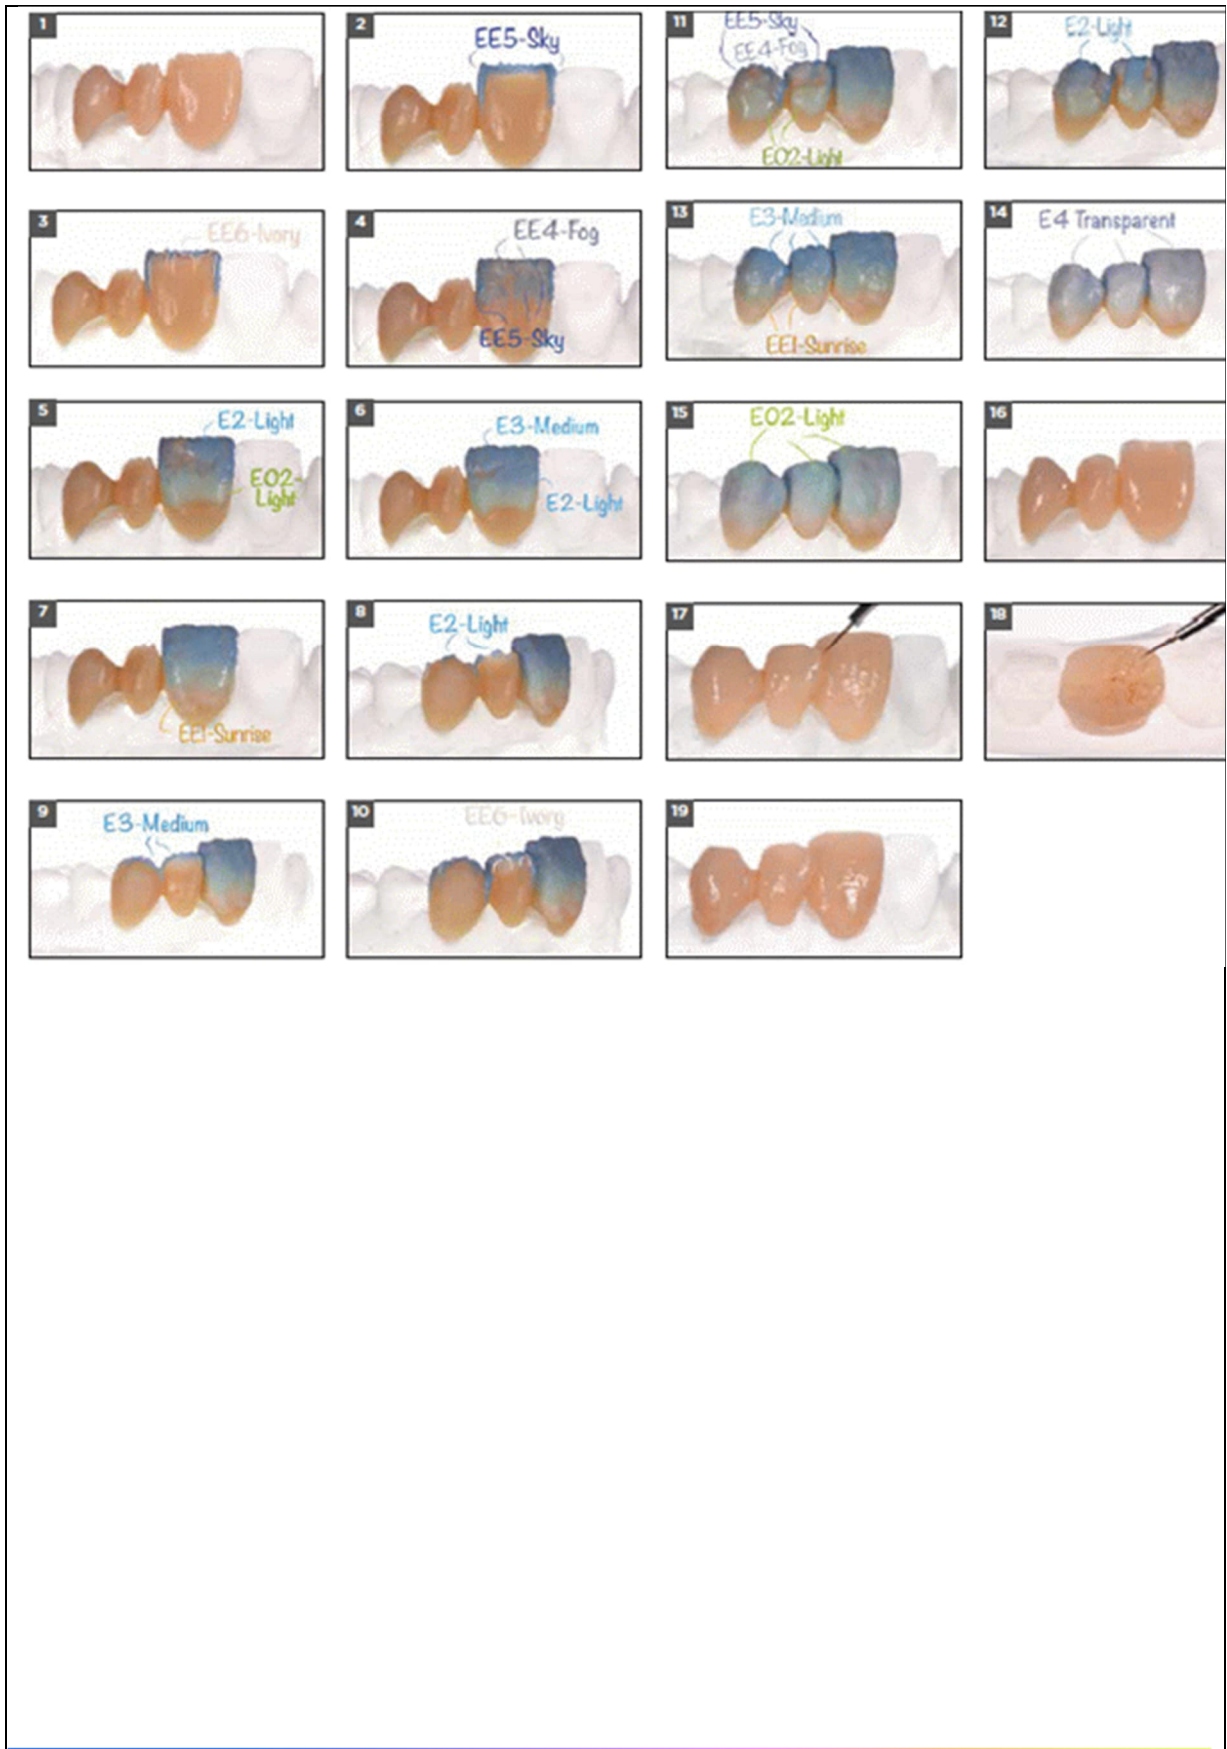 1
2
EE5-Sky
3
EE6-Ivory
4
EE4-Fog
EE5-Sky
5
E2-Light
EO2-
Light
6
E3-Medium
E2-Light
7
EE1-Sunrise
8
E2-Light
9
E3-Medium
10
EE6-Ivory
11
EE5-Sky
EE4-Fog
EO2-Light
12
E2-Light
13
E3-Medium
EE1-Sunrise
14
E4 Transparent
15
EO2-Light
16
17
18
19